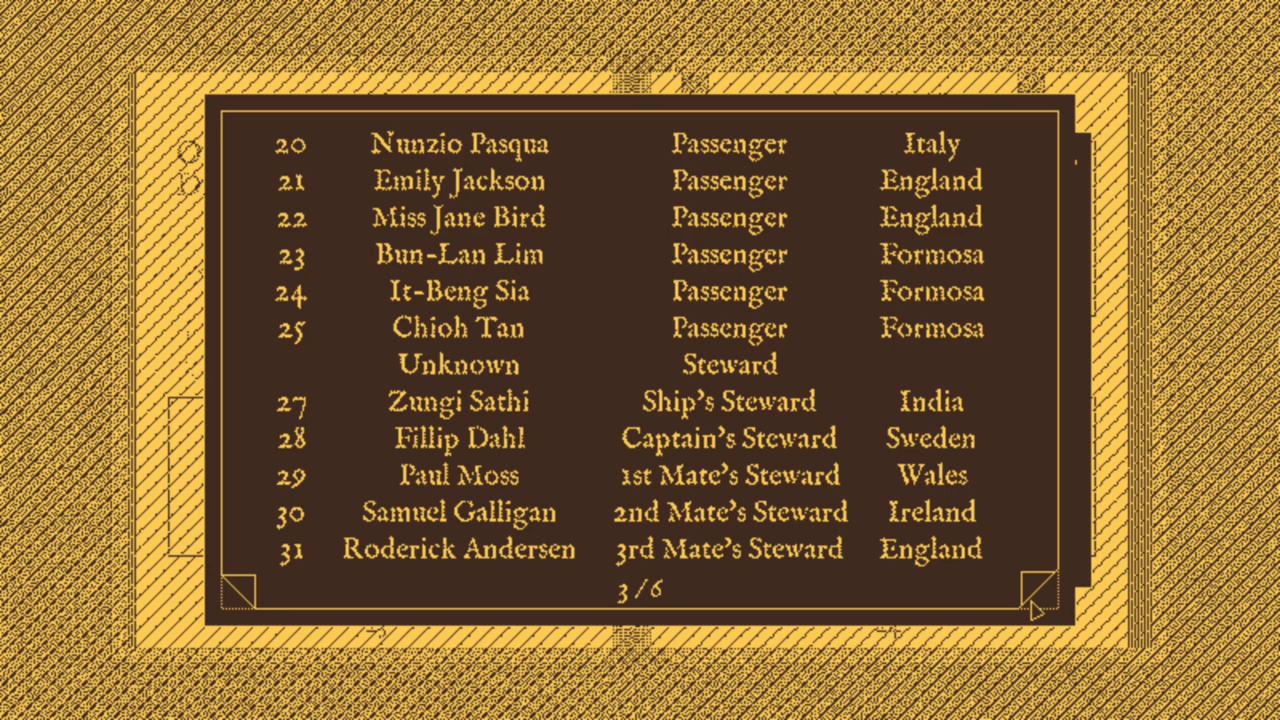 20 Nunzio Pasqua Passenger Italy
21 Emily Jackson Passenger England
22 Miss Jane Bird Passenger England
23 Bun-Lan Lim Passenger Formosa
24 It-Beng Sia Passenger Formosa
25 Chioh Tan Passenger Formosa
Unknown Steward
27 Zungi Sathi Ship's Steward India
28 Fillip Dahl Captain's Steward Sweden
29 Paul Moss 1st Mate's Steward Wales
30 Samuel Galligan 2nd Mate's Steward Ireland
31 Roderick Andersen 3rd Mate's Steward England
3/6